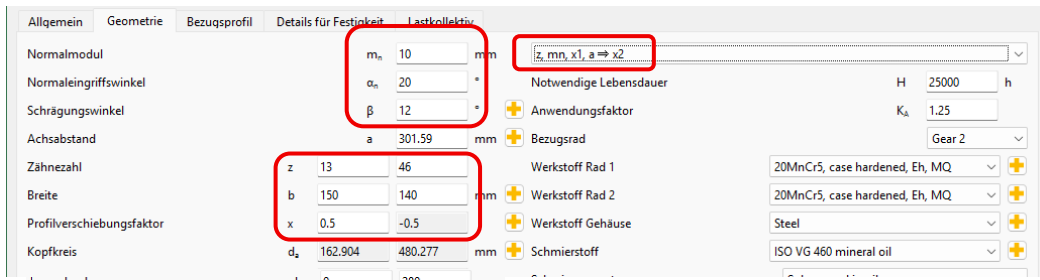 Allgemein Geometrie Bezugsprofil Details für Festigkeit Lastkollektiv
Normalmodul mₙ 10 mm z, mn, x1, a ⇒ x2
Normaleingriffswinkel αₙ 20 ° Notwendige Lebensdauer H 25000 h
Schrägungswinkel β 12 ° Anwendungsfaktor K_A 1.25
Achsabstand a 301.59 mm Bezugsrad Gear 2
Zähnezahl z 13 46 Werkstoff Rad 1 20MnCr5, case hardened, Eh, MQ
Breite b 150 140 mm Werkstoff Rad 2 20MnCr5, case hardened, Eh, MQ
Profilverschiebungsfaktor x 0.5 -0.5 Werkstoff Gehäuse Steel
Kopfkreis dₐ 162.904 480.277 mm Schmierstoff ISO VG 460 mineral oil